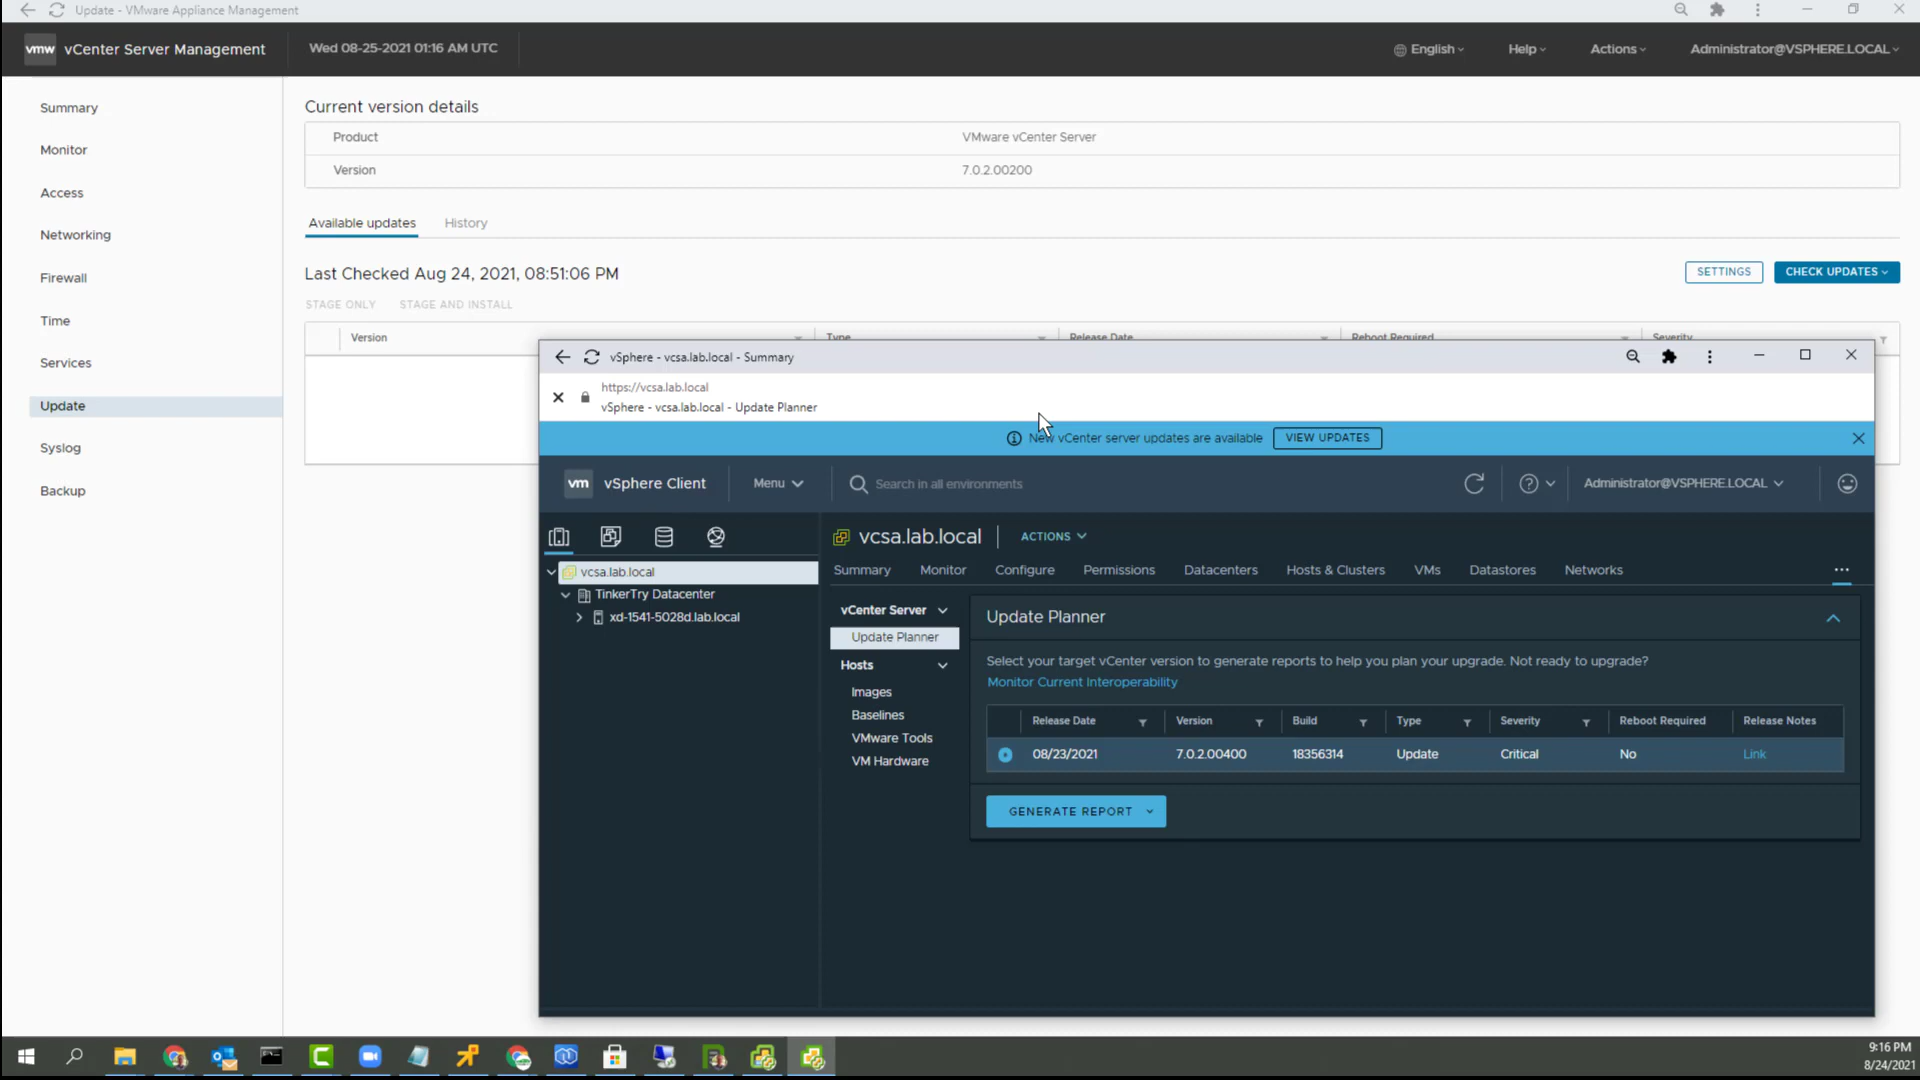 Update - VMware Appliance Management
vmw vCenter Server Management Wed 08-25-2021 01:16 AM UTC English Help Actions Administrator@VSPHERE.LOCAL
Summary
Monitor
Access
Networking
Firewall
Time
Services
Update
Syslog
Backup
Current version details
Product VMware vCenter Server
Version 7.0.2.00200
Available updates History
Last Checked Aug 24, 2021, 08:51:06 PM SETTINGS CHECK UPDATES
STAGE ONLY STAGE AND INSTALL
Version Type Release Date Reboot Required Severity
vSphere - vcsa.lab.local - Summary
https://vcsa.lab.local
vSphere - vcsa.lab.local - Update Planner
New vCenter server updates are available VIEW UPDATES
vm vSphere Client Menu Search in all environments Administrator@VSPHERE.LOCAL
vcsa.lab.local
TinkerTry Datacenter
xd-1541-5028d.lab.local
vcsa.lab.local ACTIONS
Summary Monitor Configure Permissions Datacenters Hosts & Clusters VMs Datastores Networks
vCenter Server
Update Planner
Hosts
Images
Baselines
VMware Tools
VM Hardware
Update Planner
Select your target vCenter version to generate reports to help you plan your upgrade. Not ready to upgrade?
Monitor Current Interoperability
Release Date Version Build Type Severity Reboot Required Release Notes
08/23/2021 7.0.2.00400 18356314 Update Critical No Link
GENERATE REPORT
9:16 PM
8/24/2021